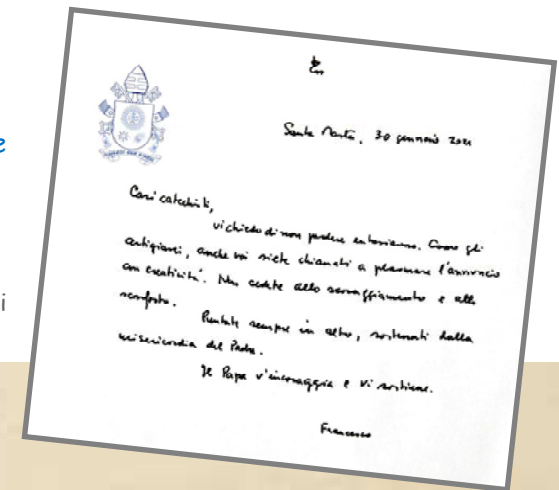 e
i
Santa Marta, 30 gennaio 2021
Cari catechisti,
vi chiedo di non perdere entusiasmo. Come gli
artigiani, anche voi siete chiamati a plasmare l'annuncio
con creatività. Non cedete allo scoraggiamento e allo
sconforto.
Puntate sempre in alto, sostenuti dalla
misericordia del Padre.
Il Papa v'incoraggia e vi sostiene.
Francesco